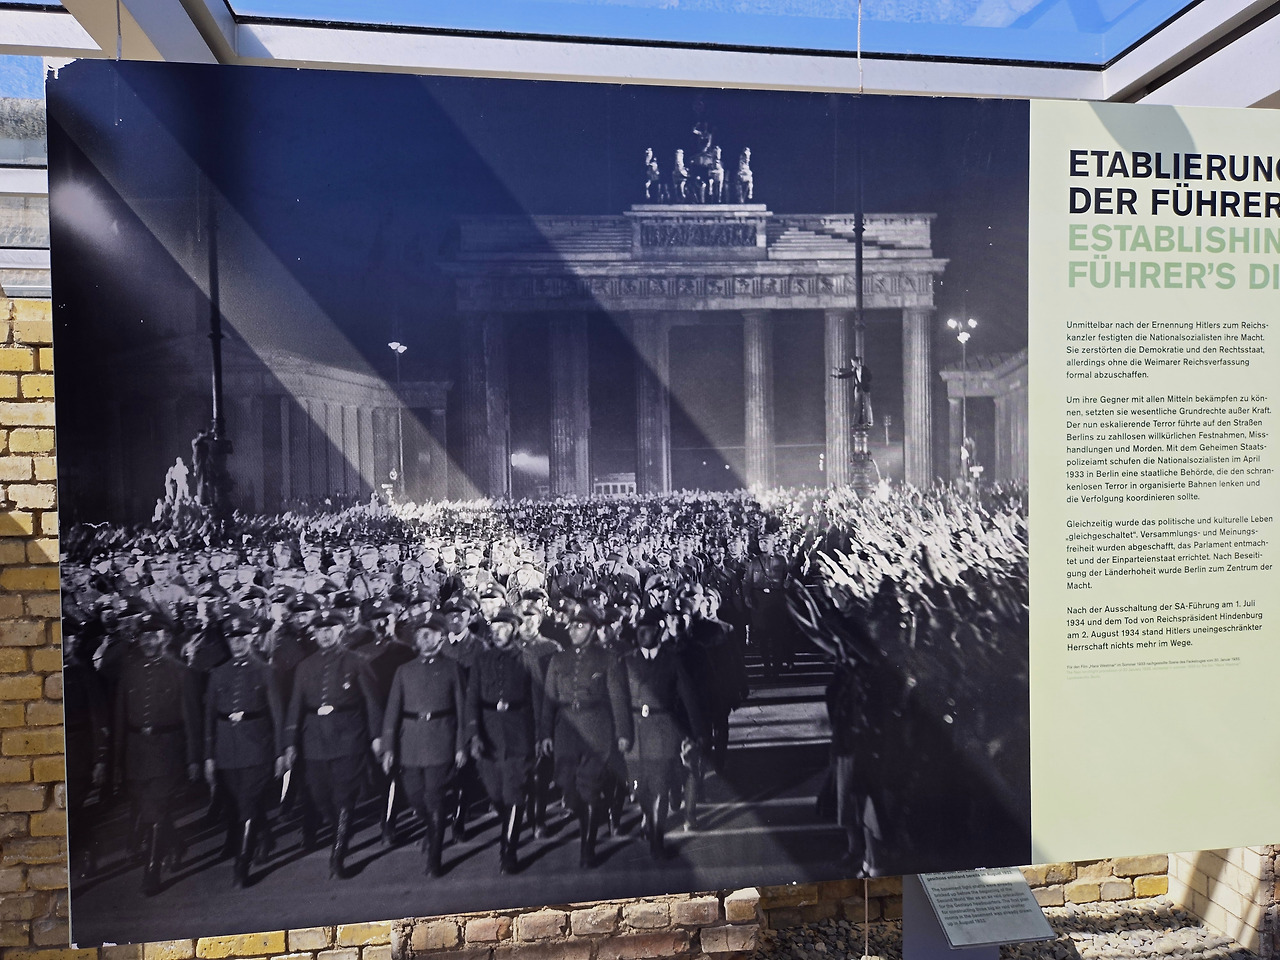 ETABLIERUNG
DER FÜHRER
ESTABLISHIN
FÜHRER'S DI
Unmittelbar nach der Ernennung Hitlers zum Reichs-
kanzler festigten die Nationalsozialisten ihre Macht.
Sie zerstörten die Demokratie und den Rechtsstaat,
allerdings ohne die Weimarer Reichsverfassung
formal abzuschaffen.
Um ihre Gegner mit allen Mitteln bekämpfen zu kön-
nen, setzten sie wesentliche Grundrechte außer Kraft.
Der nun eskalierende Terror führte auf den Straßen
Berlins zu zahllosen willkürlichen Festnahmen, Miss-
handlungen und Morden. Mit dem Geheimen Staats-
polizeiamt schufen die Nationalsozialisten im April
1933 in Berlin eine staatliche Behörde, die den schran-
kenlosen Terror in organisierte Bahnen lenken und
die Verfolgung koordinieren sollte.
Gleichzeitig wurde das politische und kulturelle Leben
„gleichgeschaltet“. Versammlungs- und Meinungs-
freiheit wurden abgeschafft, das Parlament entmach-
tet und der Einparteienstaat errichtet. Nach Beseiti-
gung der Länderhoheit wurde Berlin zum Zentrum der
Macht.
Nach der Ausschaltung der SA-Führung am 1. Juli
1934 und dem Tod von Reichspräsident Hindenburg
am 2. August 1934 stand Hitlers uneingeschränkter
Herrschaft nichts mehr im Wege.